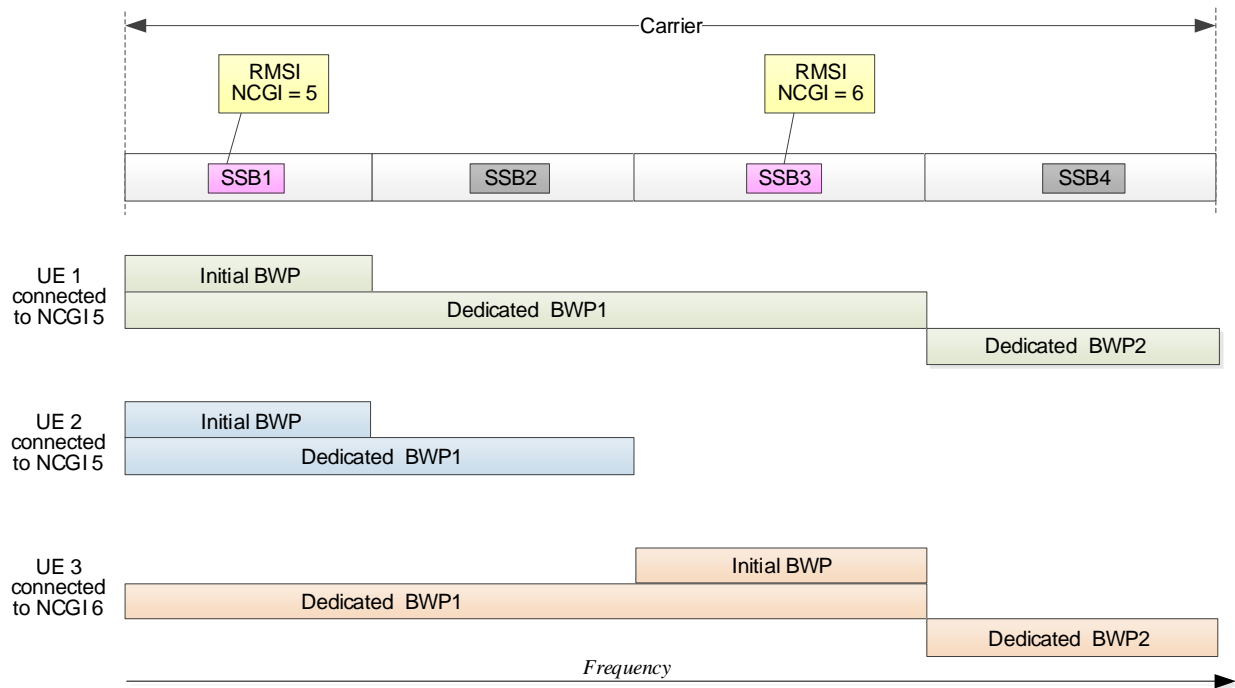 Carrier
RMSI
NCGI = 5
RMSI
NCGI = 6
SSB1
SSB2
SSB3
SSB4
UE 1
connected
to NCGI 5
Initial BWP
Dedicated BWP1
Dedicated BWP2
UE 2
connected
to NCGI 5
Initial BWP
Dedicated BWP1
UE 3
connected
to NCGI 6
Initial BWP
Dedicated BWP1
Dedicated BWP2
Frequency